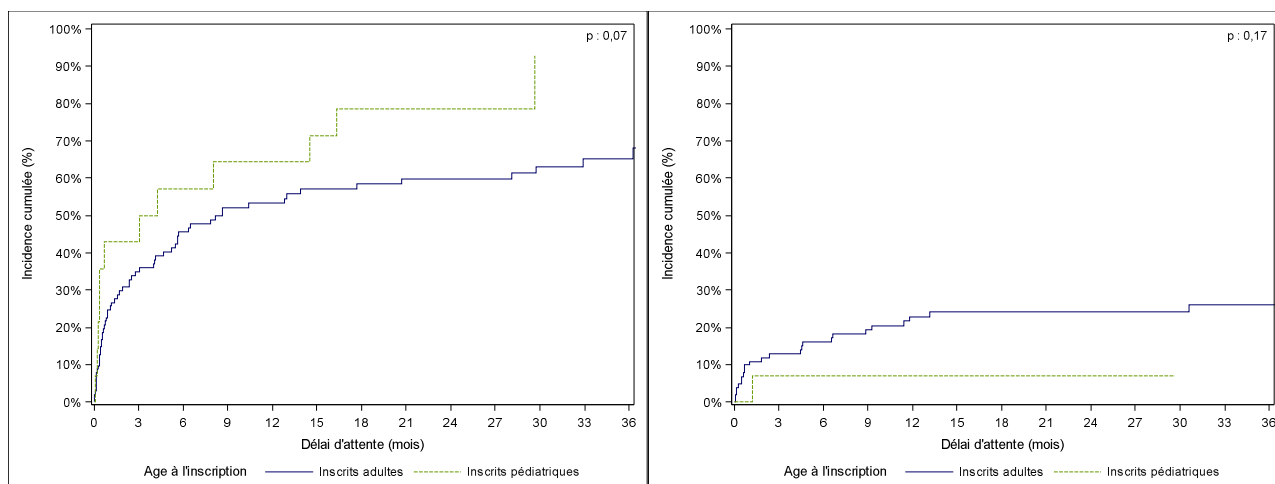 p : 0,07
100%
90%
80%
70%
60%
50%
40%
30%
20%
10%
0%
Incidence cumulée (%)
0 3 6 9 12 15 18 21 24 27 30 33 36
Délai d'attente (mois)
Age à l'inscription Inscrits adultes Inscrits pédiatriques
p : 0,17
100%
90%
80%
70%
60%
50%
40%
30%
20%
10%
0%
Incidence cumulée (%)
0 3 6 9 12 15 18 21 24 27 30 33 36
Délai d'attente (mois)
Age à l'inscription Inscrits adultes Inscrits pédiatriques